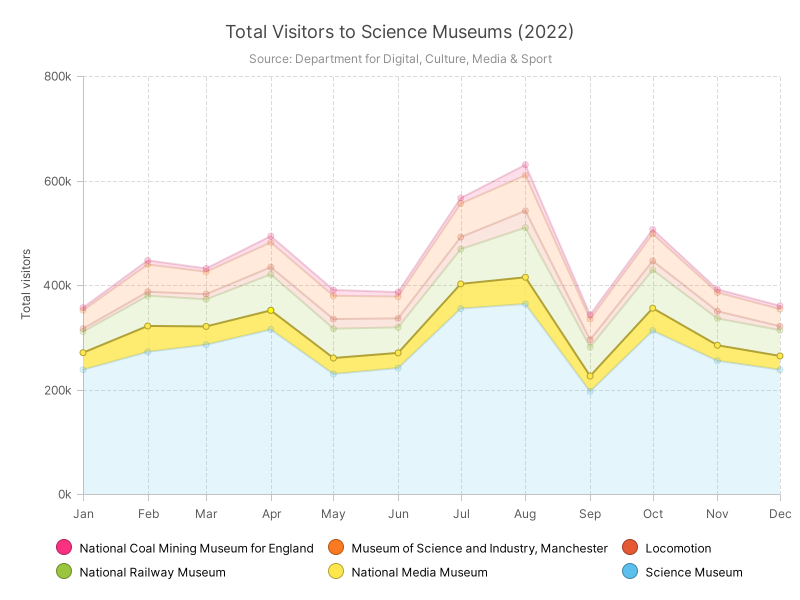 Total Visitors to Science Museums (2022)
Source: Department for Digital, Culture, Media & Sport
800k
600k
400k
200k
0k
Total visitors
Jan Feb Mar Apr May Jun Jul Aug Sep Oct Nov Dec
National Coal Mining Museum for England Museum of Science and Industry, Manchester Locomotion
National Railway Museum National Media Museum Science Museum